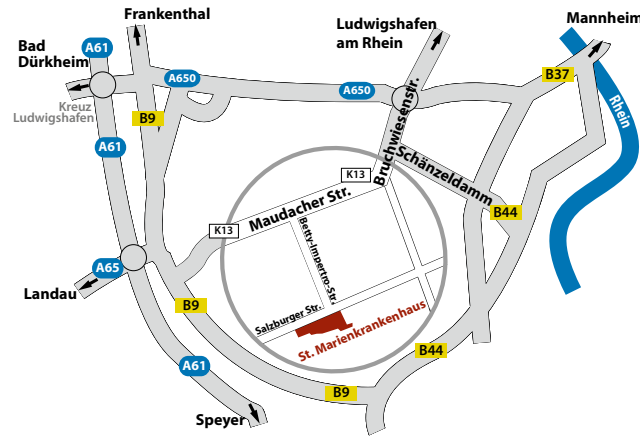 Frankenthal
Mannheim
Ludwigshafen
am Rhein
A61
Bad
Dürkheim
A650
A650
B37
Kreuz
Ludwigshafen
B9
Rhein
A61
Bruchwiesenstr.
Schänzeldamm
K13
Maudacher Str.
B44
K13
Betty-Impertro-Str.
A65
Landau
B9
Salzburger Str.
St. Marienkrankenhaus
B44
A61
B9
Speyer